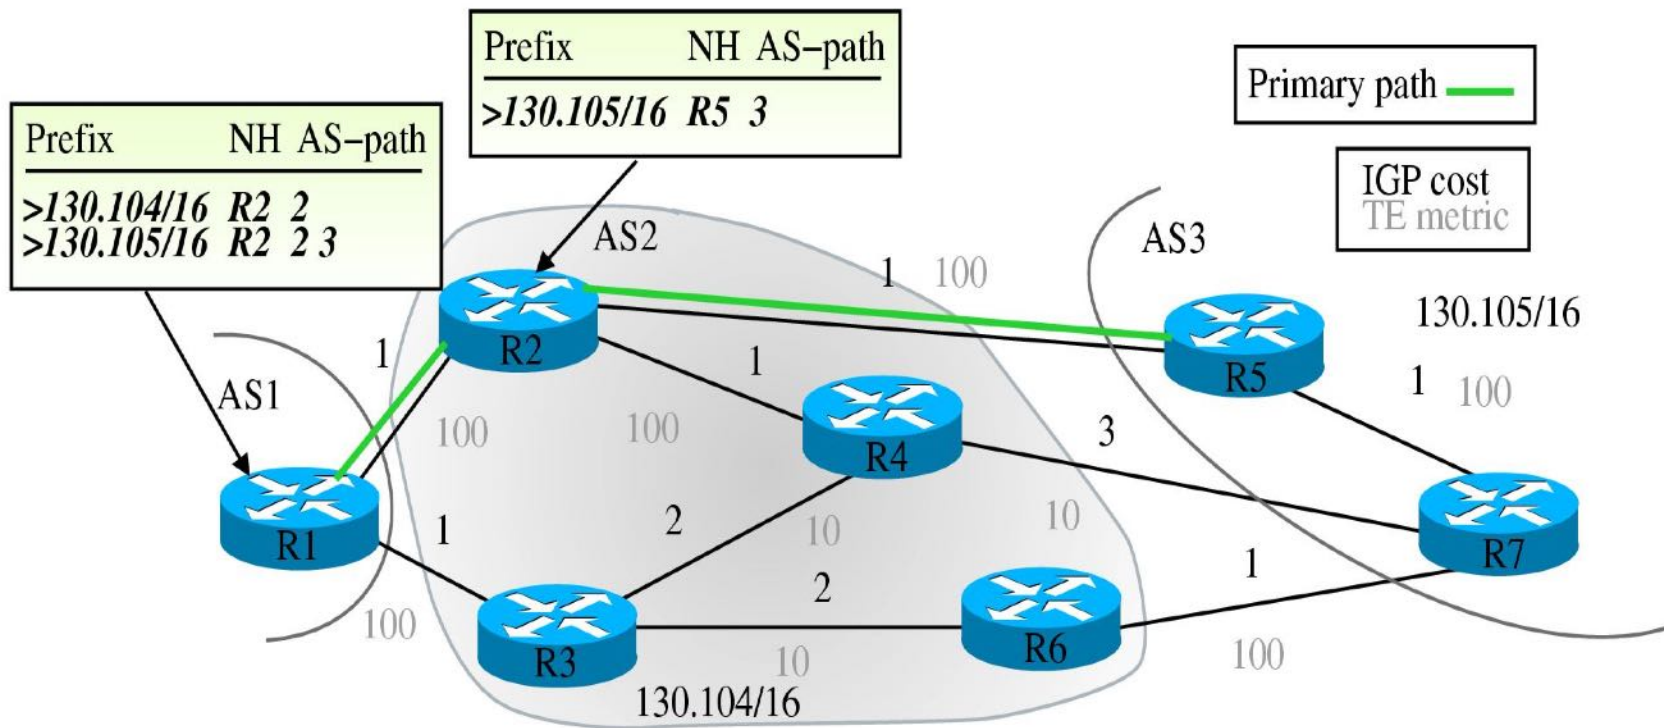 Prefix NH AS–path
>130.105/16 R5 3
Prefix NH AS–path
>130.104/16 R2 2
>130.105/16 R2 2 3
Primary path
IGP cost
TE metric
AS2
AS3
1 100
R2
130.105/16
R5
1
1
1 100
AS1
100
100
R4
3
R1
1
2
10
10
R7
100
R3
2
10
R6
1
100
130.104/16